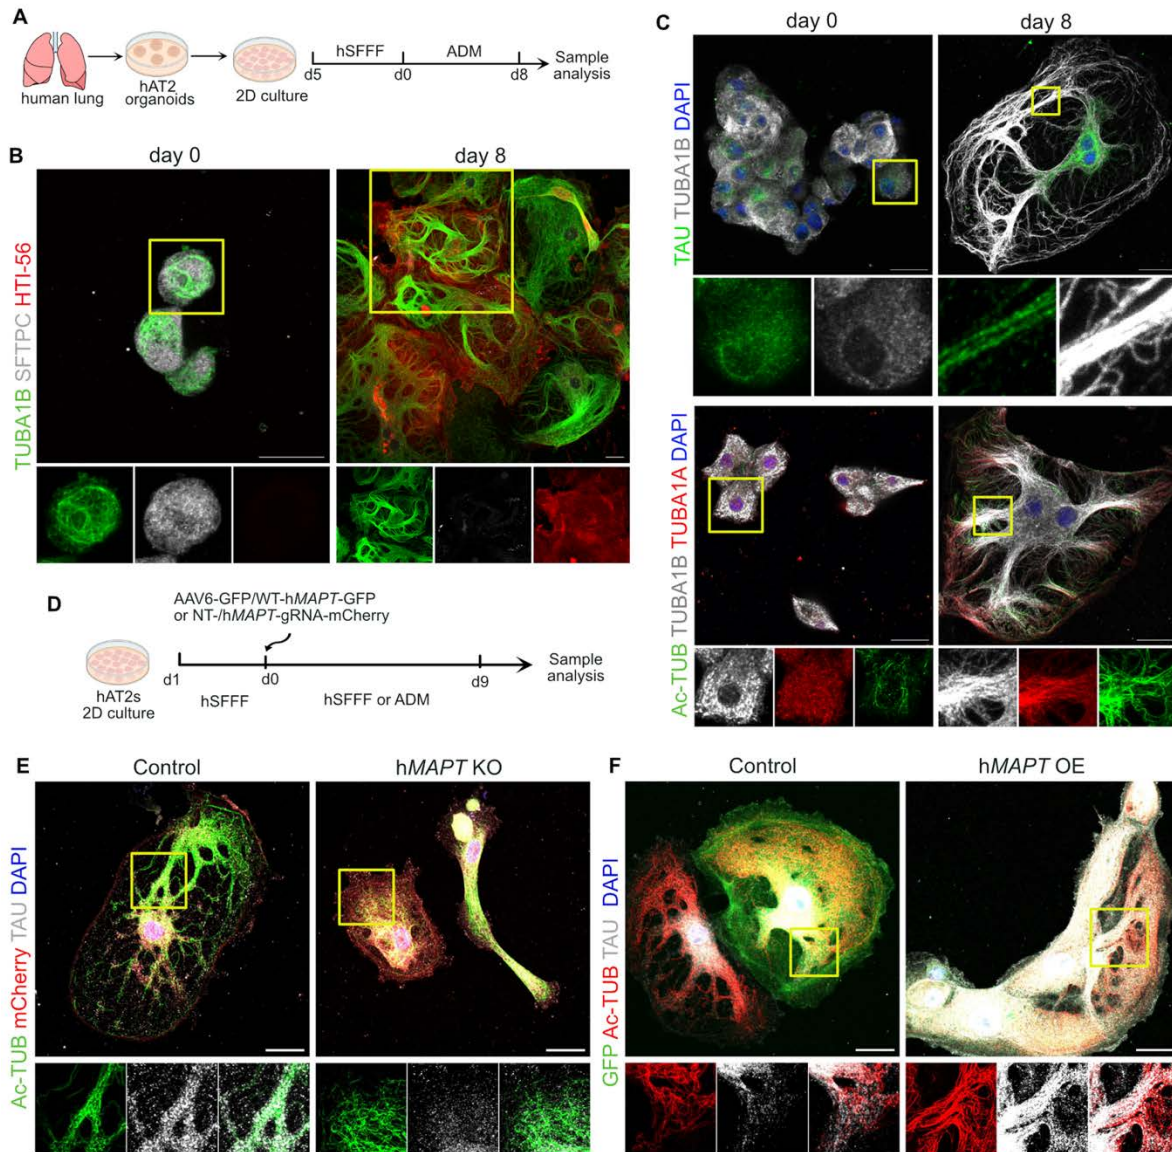 A
human lung
hAT2
organoids
2D culture
hSFFF
ADM
d5
d0
d8
Sample
analysis
B
day 0
day 8
TUBA1B SFTPC HTI-56
C
day 0
day 8
TAU TUBA1B DAPI
Ac-TUB TUBA1B TUBA1A DAPI
D
AAV6-GFP/WT-hMAPT-GFP
or NT-/hMAPT-gRNA-mCherry
hAT2s
2D culture
d1
d0
d9
hSFFF
hSFFF or ADM
Sample
analysis
E
Control
hMAPT KO
Ac-TUB mCherry TAU DAPI
F
Control
hMAPT OE
GFP Ac-TUB TAU DAPI